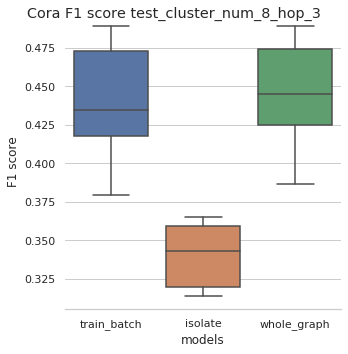 Cora F1 score test_cluster_num_8_hop_3
0.475
0.450
0.425
0.400
0.375
0.350
0.325
F1 score
train_batch isolate whole_graph
models